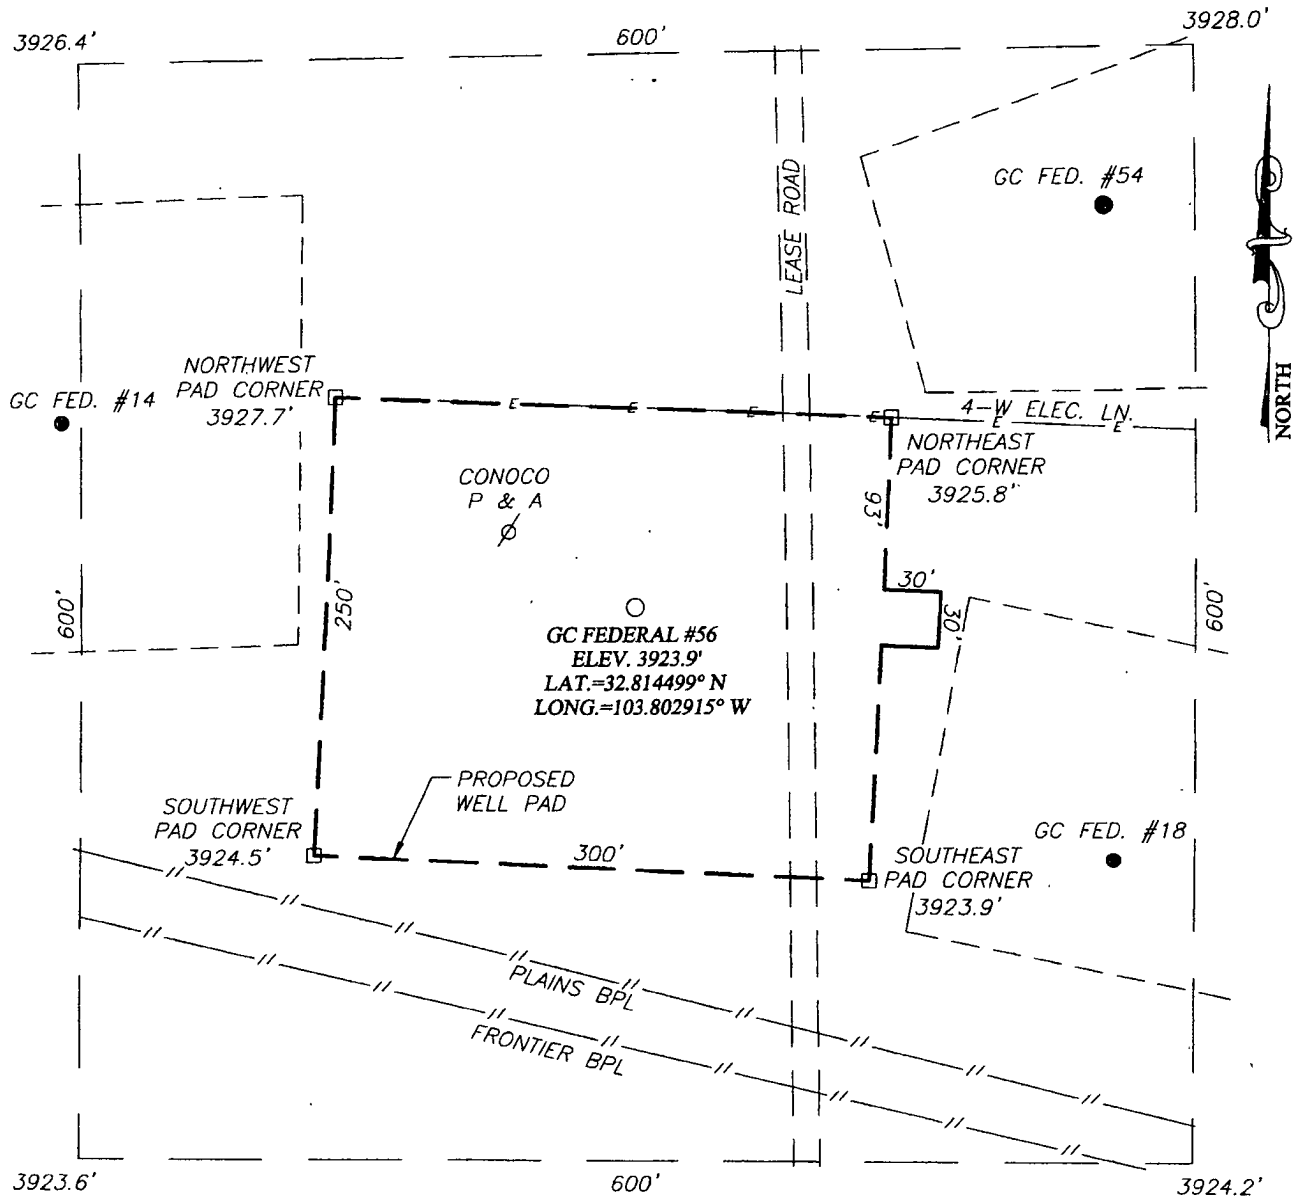 3926.4'
600'
3928.0'
LEASE ROAD
GC FED. #54
NORTH
NORTHWEST
PAD CORNER
3927.7'
GC FED. #14
E E E E
4-W ELEC. LN.
E E
NORTHEAST
PAD CORNER
3925.8'
CONOCO
P & A
93'
30'
30'
600'
250'
600'
GC FEDERAL #56
ELEV. 3923.9'
LAT.=32.814499° N
LONG.=103.802915° W
PROPOSED
WELL PAD
SOUTHWEST
PAD CORNER
3924.5'
300'
GC FED. #18
SOUTHEAST
PAD CORNER
3923.9'
PLAINS BPL
FRONTIER BPL
3923.6'
600'
3924.2'